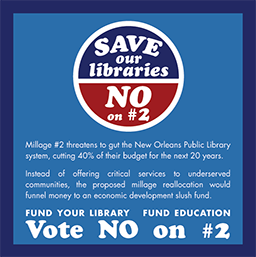 SAVE
our
libraries
NO
on #2
Millage #2 threatens to gut the New Orleans Public Library
system, cutting 40% of their budget for the next 20 years.
Instead of offering critical services to underserved
communities, the proposed millage reallocation would
funnel money to an economic development slush fund.
FUND YOUR LIBRARY FUND EDUCATION
Vote NO on #2